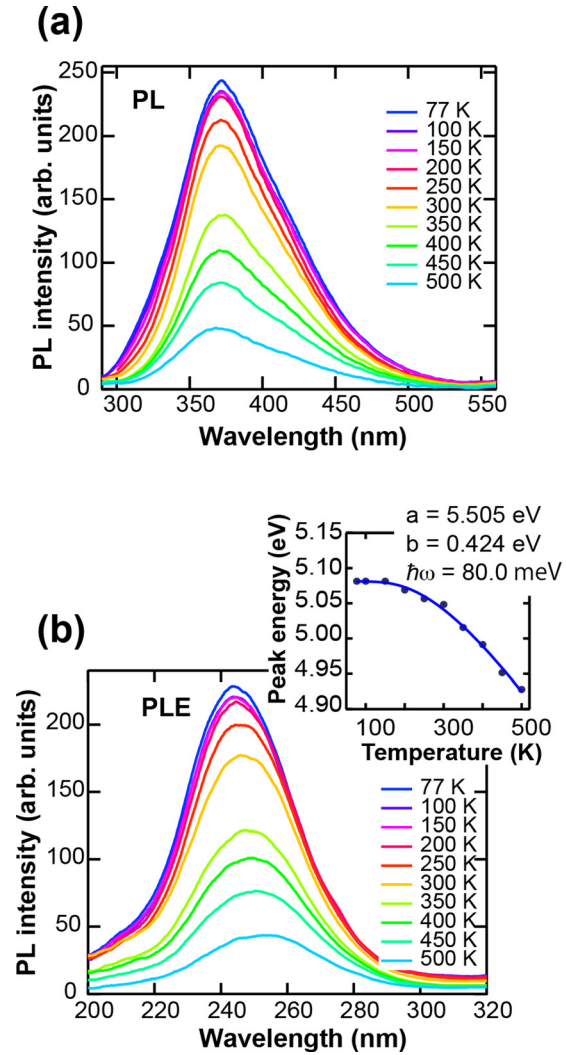 (a)
PL
250
200
150
100
50
0
PL intensity (arb. units)
77 K
100 K
150 K
200 K
250 K
300 K
350 K
400 K
450 K
500 K
300 350 400 450 500 550
Wavelength (nm)
a = 5.505 eV
b = 0.424 eV
ℏω = 80.0 meV
5.15
5.10
5.05
5.00
4.95
4.90
Peak energy (eV)
100 300 500
Temperature (K)
(b)
PLE
200
150
100
50
0
PL intensity (arb. units)
77 K
100 K
150 K
200 K
250 K
300 K
350 K
400 K
450 K
500 K
200 220 240 260 280 300 320
Wavelength (nm)